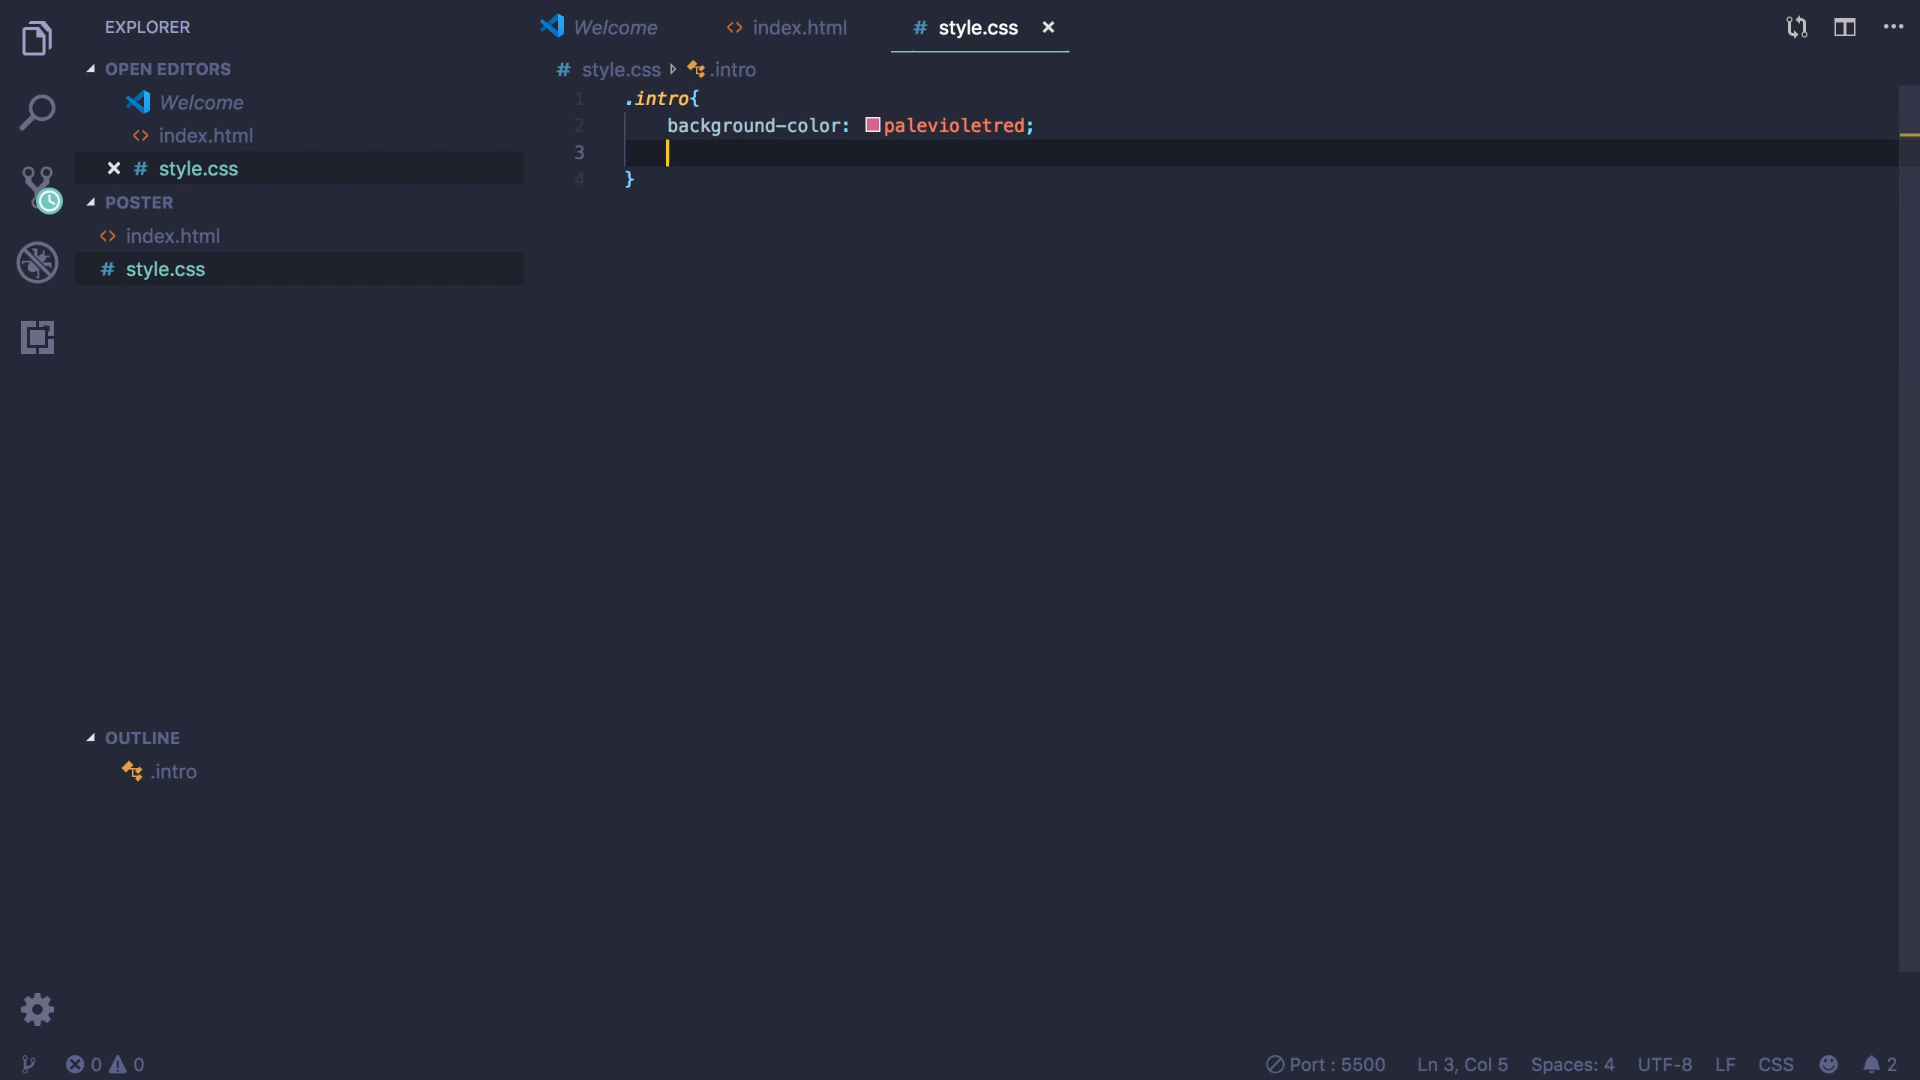 EXPLORER
OPEN EDITORS
Welcome
index.html
style.css
POSTER
index.html
style.css
OUTLINE
.intro
Welcome
index.html
# style.css
# style.css .intro
1 .intro{
2 background-color: palevioletred;
3
4 }
0 0
Port : 5500 Ln 3, Col 5 Spaces: 4 UTF-8 LF CSS 2